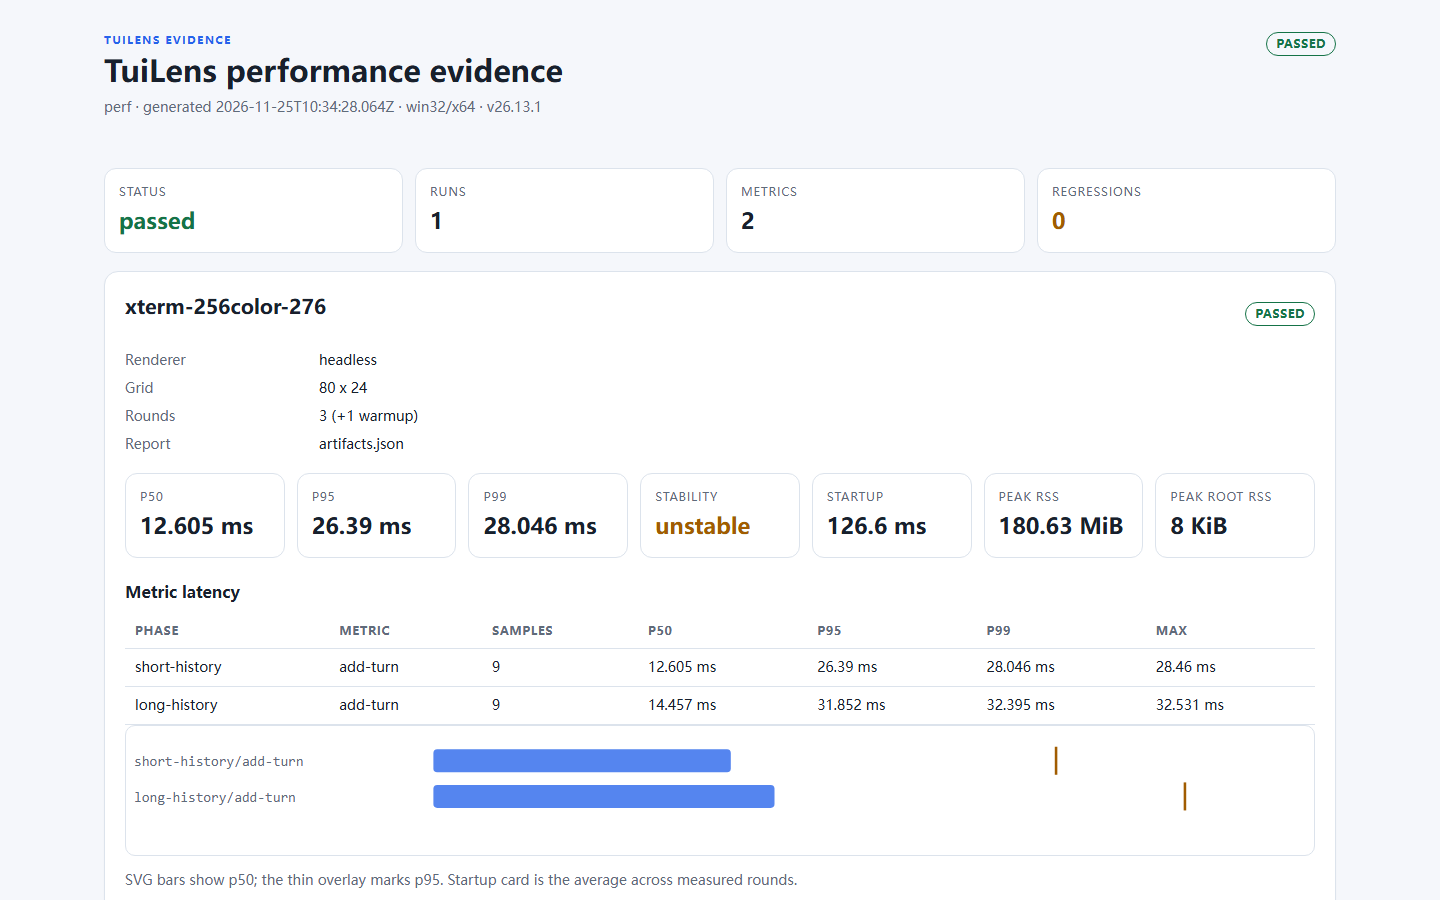 TUILENS EVIDENCE
PASSED
TuiLens performance evidence
perf · generated 2026-11-25T10:34:28.064Z · win32/x64 · v26.13.1
STATUS
passed
RUNS
1
METRICS
2
REGRESSIONS
0
xterm-256color-276
PASSED
Renderer headless
Grid 80 x 24
Rounds 3 (+1 warmup)
Report artifacts.json
P50
12.605 ms
P95
26.39 ms
P99
28.046 ms
STABILITY
unstable
STARTUP
126.6 ms
PEAK RSS
180.63 MiB
PEAK ROOT RSS
8 KiB
Metric latency
PHASE METRIC SAMPLES P50 P95 P99 MAX
short-history add-turn 9 12.605 ms 26.39 ms 28.046 ms 28.46 ms
long-history add-turn 9 14.457 ms 31.852 ms 32.395 ms 32.531 ms
short-history/add-turn
long-history/add-turn
SVG bars show p50; the thin overlay marks p95. Startup card is the average across measured rounds.